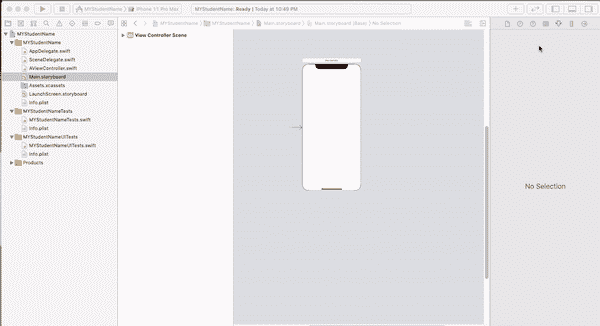 MYStudentName
iPhone 11 Pro Max
MYStudentName: Ready | Today at 10:49 PM
MYStudentName
MYStudentName
Main.storyboard
Main.storyboard (Base)
No Selection
MYStudentName
MYStudentName
AppDelegate.swift
SceneDelegate.swift
AViewController.swift
Main.storyboard
Assets.xcassets
LaunchScreen.storyboard
Info.plist
MYStudentNameTests
MYStudentNameTests.swift
Info.plist
MYStudentNameUITests
MYStudentNameUITests.swift
Info.plist
Products
View Controller Scene
No Selection